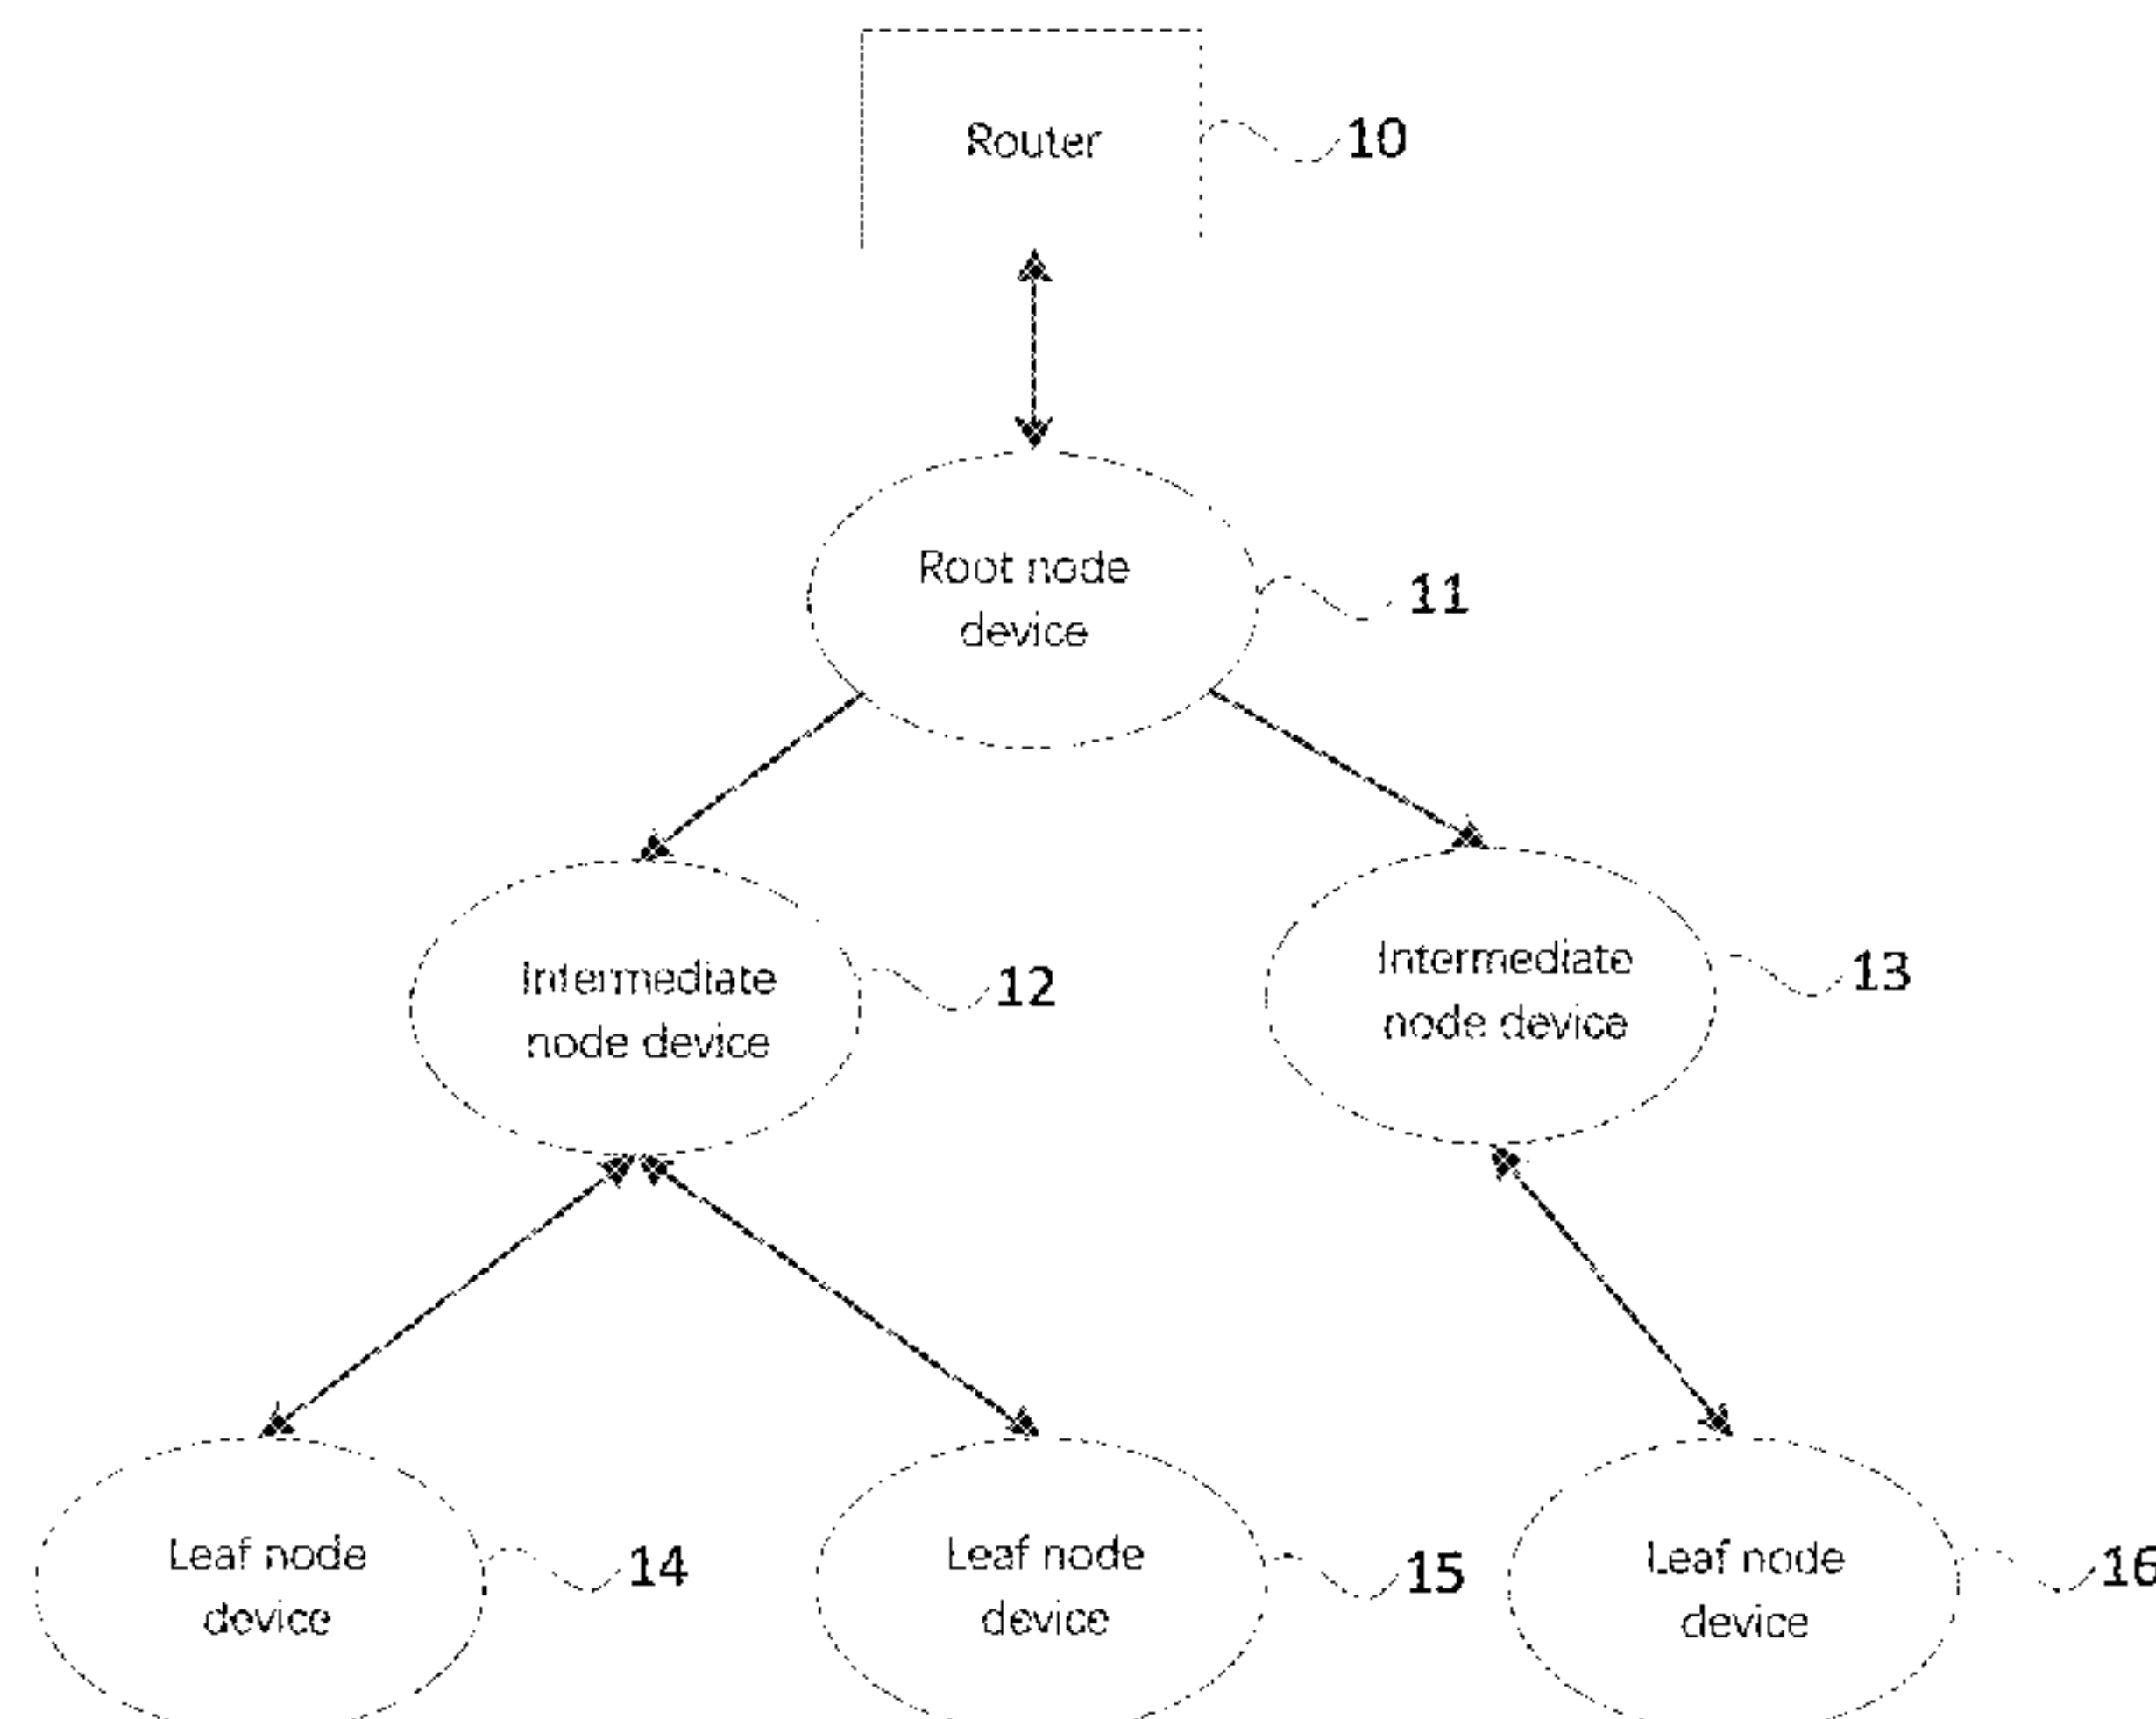 Router
10
Root node
device
11
Intermediate
node device
12
Intermediate
node device
13
Leaf node
device
14
Leaf node
device
15
Leaf node
device
16